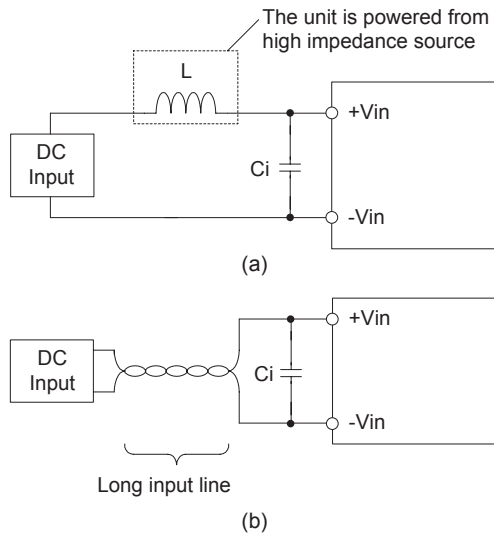 The unit is powered from
high impedance source
L
+Vin
DC
Input
Ci
-Vin
(a)
+Vin
DC
Input
Ci
-Vin
Long input line
(b)